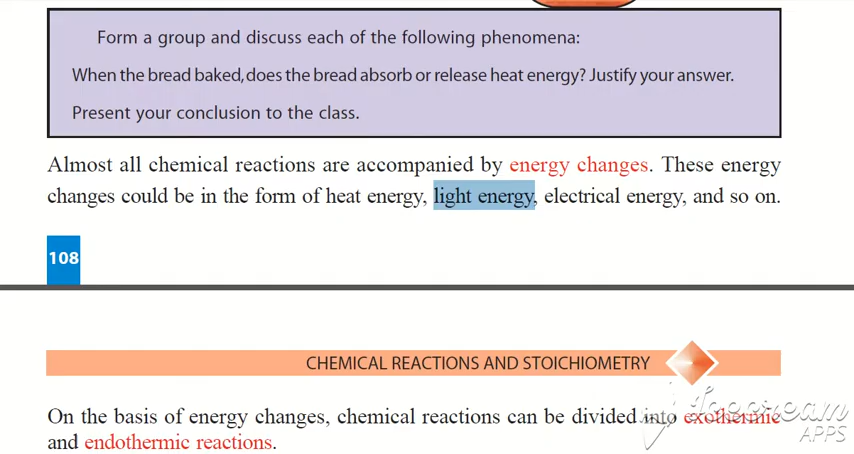 Form a group and discuss each of the following phenomena:
When the bread baked, does the bread absorb or release heat energy? Justify your answer.
Present your conclusion to the class.
Almost all chemical reactions are accompanied by energy changes. These energy
changes could be in the form of heat energy, light energy, electrical energy, and so on.
108
CHEMICAL REACTIONS AND STOICHIOMETRY
On the basis of energy changes, chemical reactions can be divided into exothermic
and endothermic reactions.
APPS